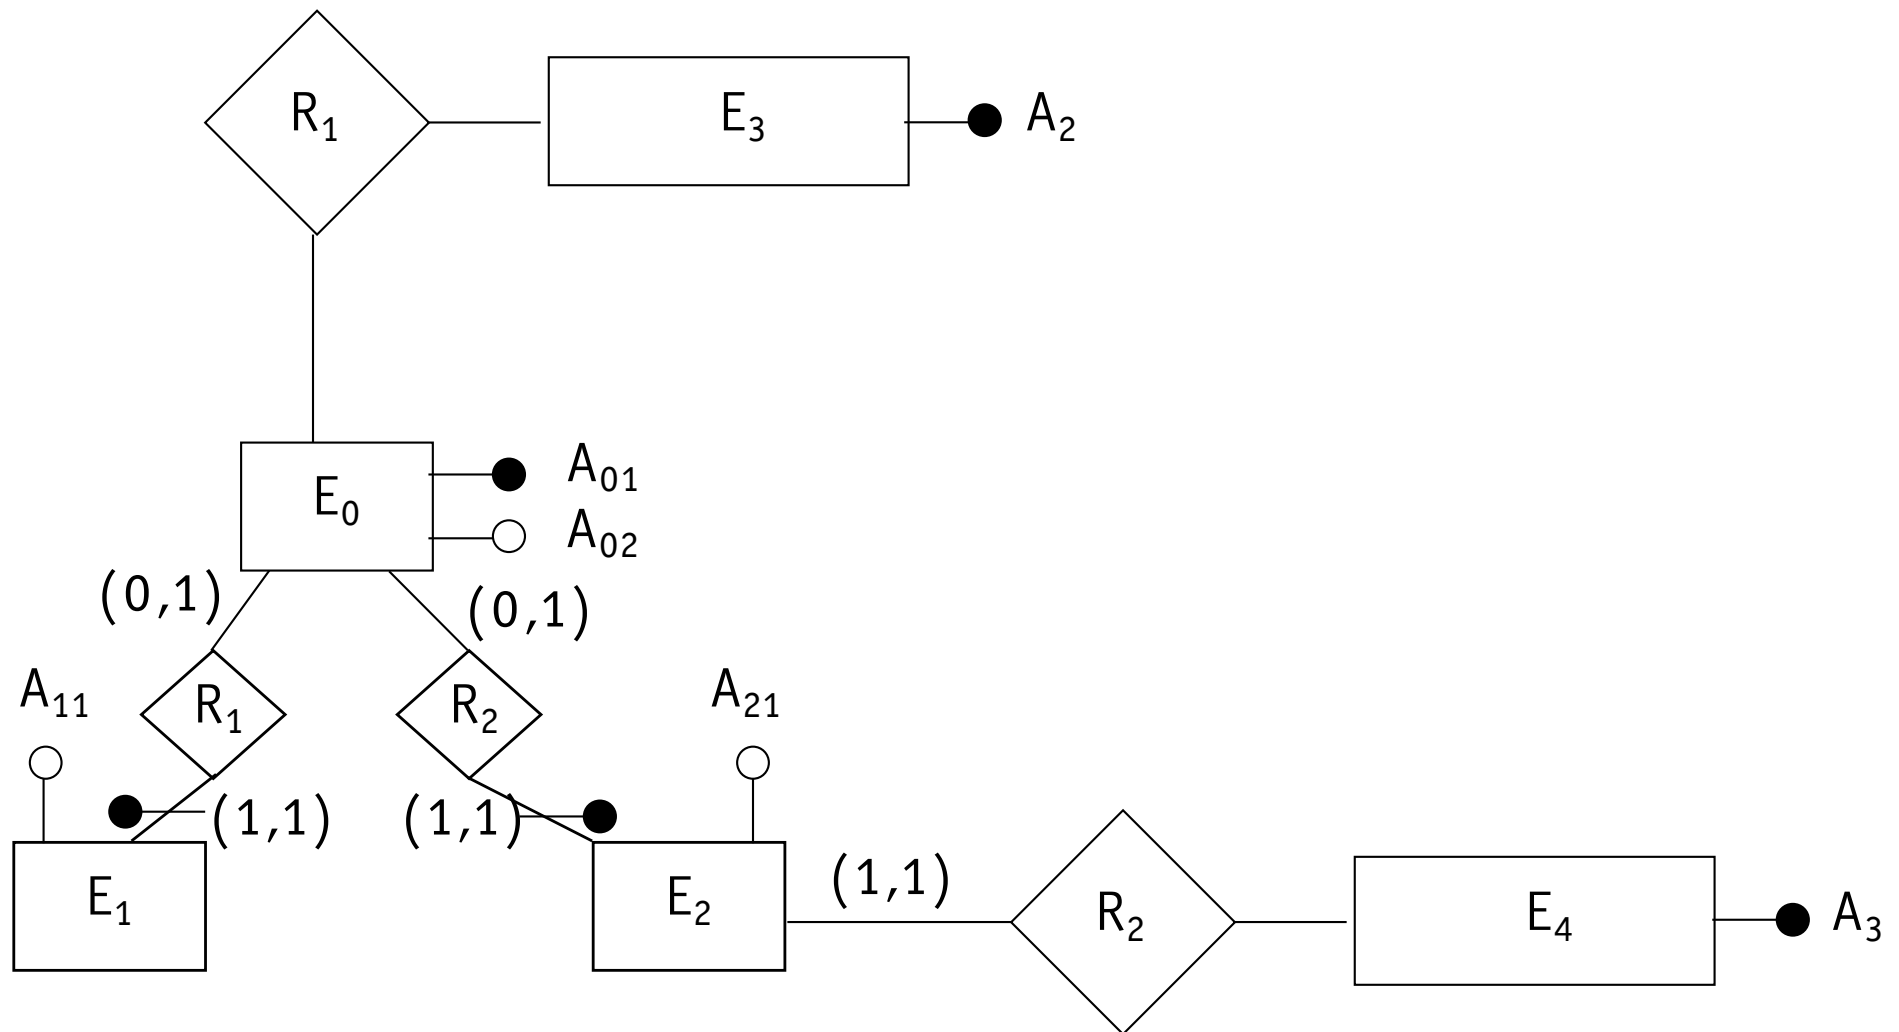 R₁
E₃
A₂
E₀
A₀₁
A₀₂
(0,1)
(0,1)
A₁₁
R₁
R₂
A₂₁
(1,1)
(1,1)
E₁
E₂
(1,1)
R₂
E₄
A₃